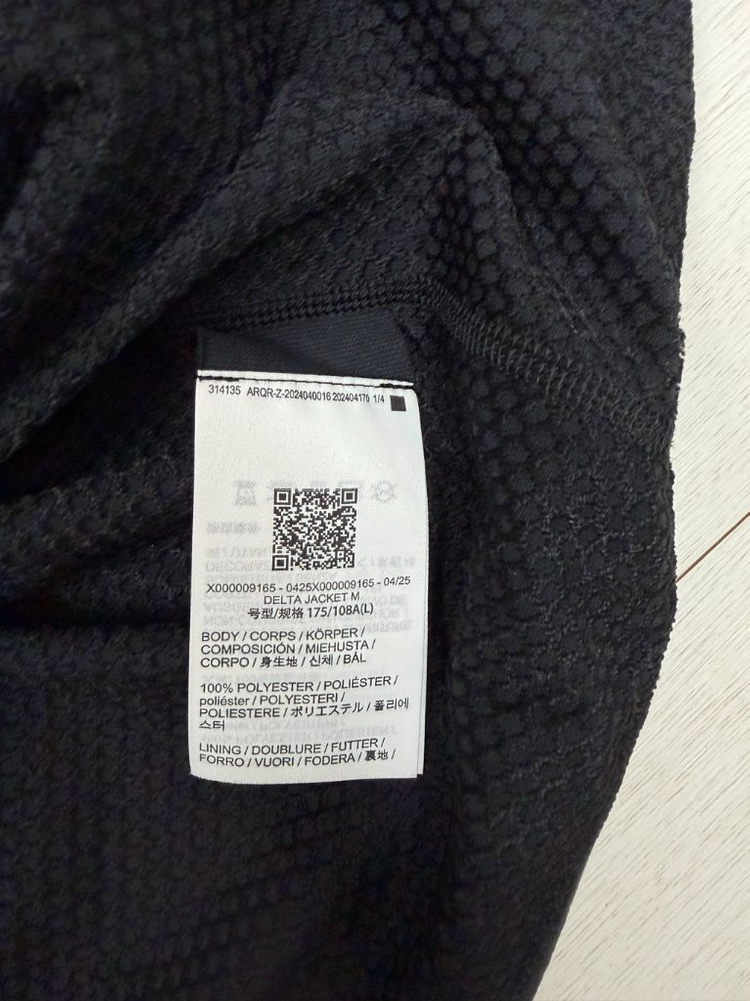 314135 ARQR-Z-2024040016 202404170 1/4
X000009165 - 0425X000009165 - 04/25
DELTA JACKET M
号型/规格 175/108A(L)
BODY / CORPS / KÖRPER /
COMPOSICIÓN / MIEHUSTA /
CORPO / 身生地 / 신체 / BÁL
100% POLYESTER / POLIÉSTER /
poliéster / POLYESTERI /
POLIESTERE / ポリエステル / 폴리에
스터
LINING / DOUBLURE / FUTTER /
FORRO / VUORI / FODERA / 裏地 /